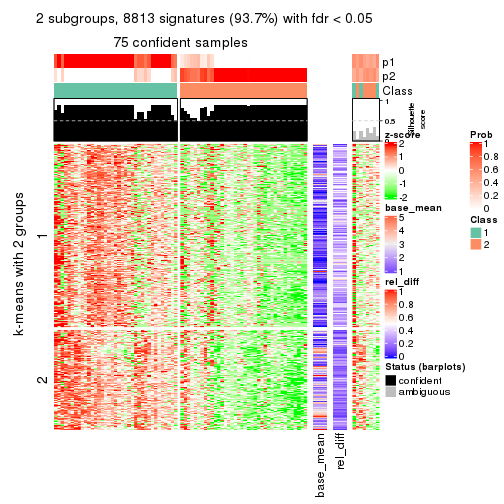 2 subgroups, 8813 signatures (93.7%) with fdr < 0.05
75 confident samples
p1
p2
Class
1
0.5
0
Silhouette
score
k-means with 2 groups
1
2
base_mean
rel_diff
z-score
2
1
0
-1
-2
base_mean
5
4
3
2
1
rel_diff
1
0.8
0.6
0.4
0.2
0
Status (barplots)
confident
ambiguous
Prob
1
0.8
0.6
0.4
0.2
0
Class
1
2